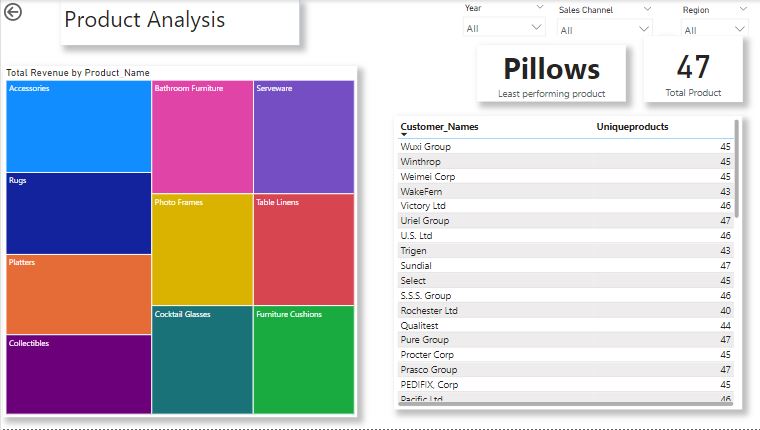 Product Analysis
Year
Sales Channel
Region
All
All
All
Pillows
Least performing product
47
Total Product
Total Revenue by Product_Name
Accessories
Rugs
Platters
Collectibles
Bathroom Furniture
Photo Frames
Cocktail Glasses
Serveware
Table Linens
Furniture Cushions
Customer_Names Uniqueproducts
Wuxi Group 45
Winthrop 45
Weimei Corp 45
WakeFern 43
Victory Ltd 46
Uriel Group 47
U.S. Ltd 46
Trigen 43
Sundial 47
Select 45
S.S.S. Group 46
Rochester Ltd 40
Qualitest 44
Pure Group 47
Procter Corp 45
Prasco Group 47
PEDIFIX, Corp 45
Pacific Ltd 46